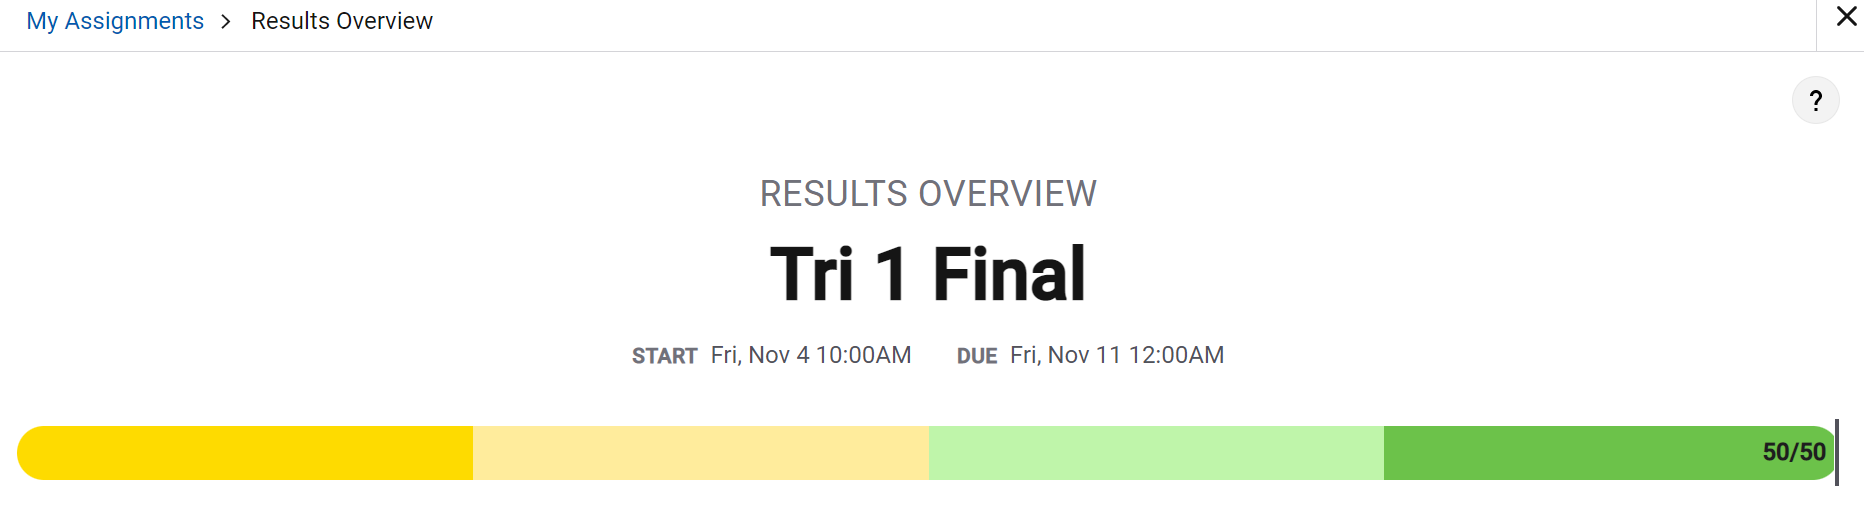 My Assignments > Results Overview
?
RESULTS OVERVIEW
Tri 1 Final
START Fri, Nov 4 10:00AM DUE Fri, Nov 11 12:00AM
50/50